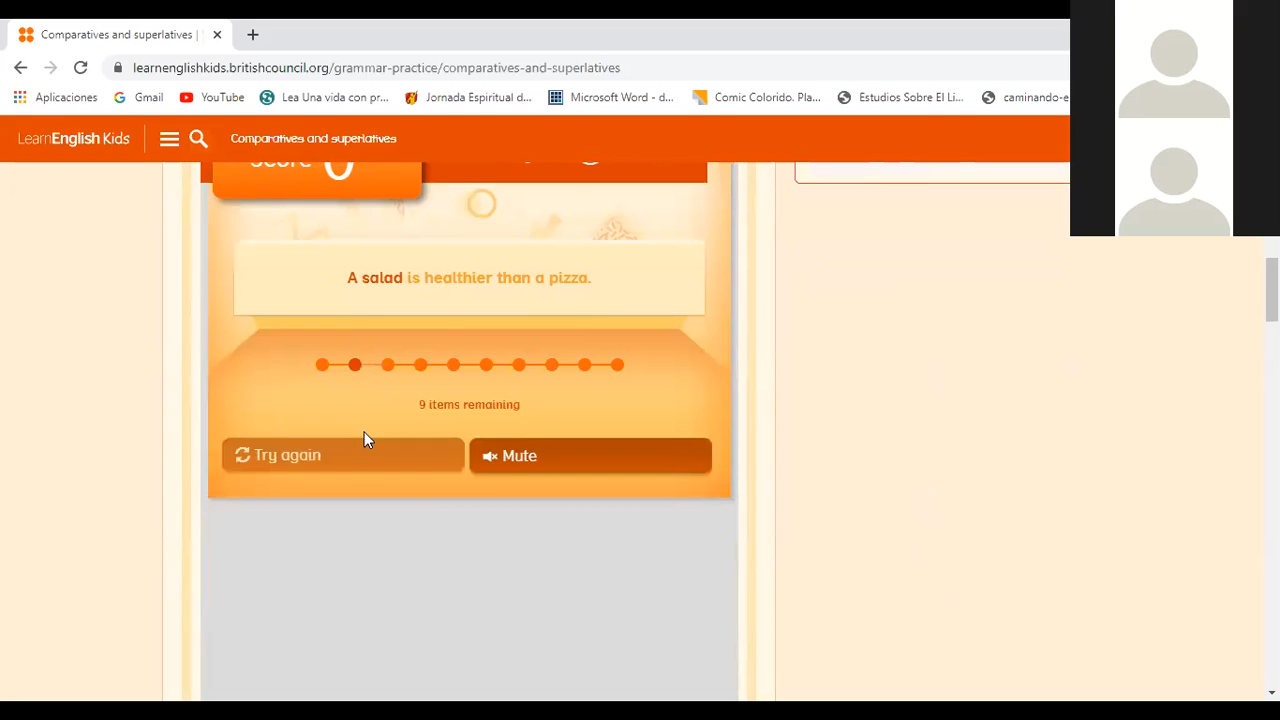 Comparatives and superlatives |
learnenglishkids.britishcouncil.org/grammar-practice/comparatives-and-superlatives
Aplicaciones Gmail YouTube Lea Una vida con pr... Jornada Espiritual d... Microsoft Word - d... Comic Colorido. Pla... Estudios Sobre El Li... caminando-e
LearnEnglish Kids Comparatives and superlatives
Score 0
A salad is healthier than a pizza.
9 items remaining
Try again Mute